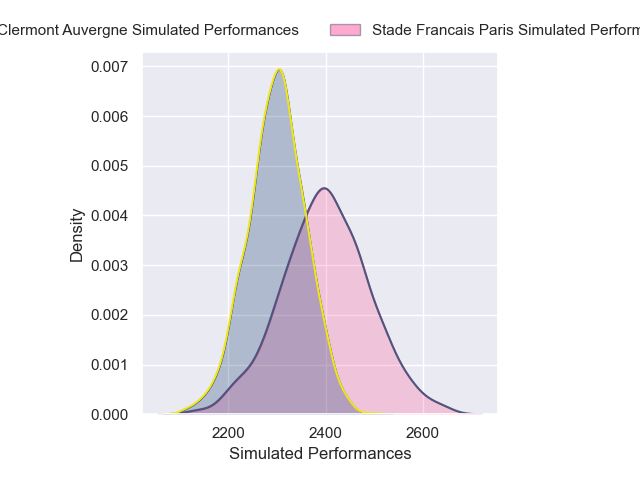 Clermont Auvergne Simulated Performances
Stade Francais Paris Simulated Perform
0.007
0.006
0.005
0.004
0.003
0.002
0.001
0.000
Density
2200
2400
2600
Simulated Performances